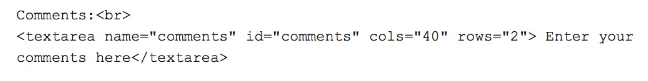 Comments:<br>
<textarea name="comments" id="comments" cols="40" rows="2"> Enter your
comments here</textarea>